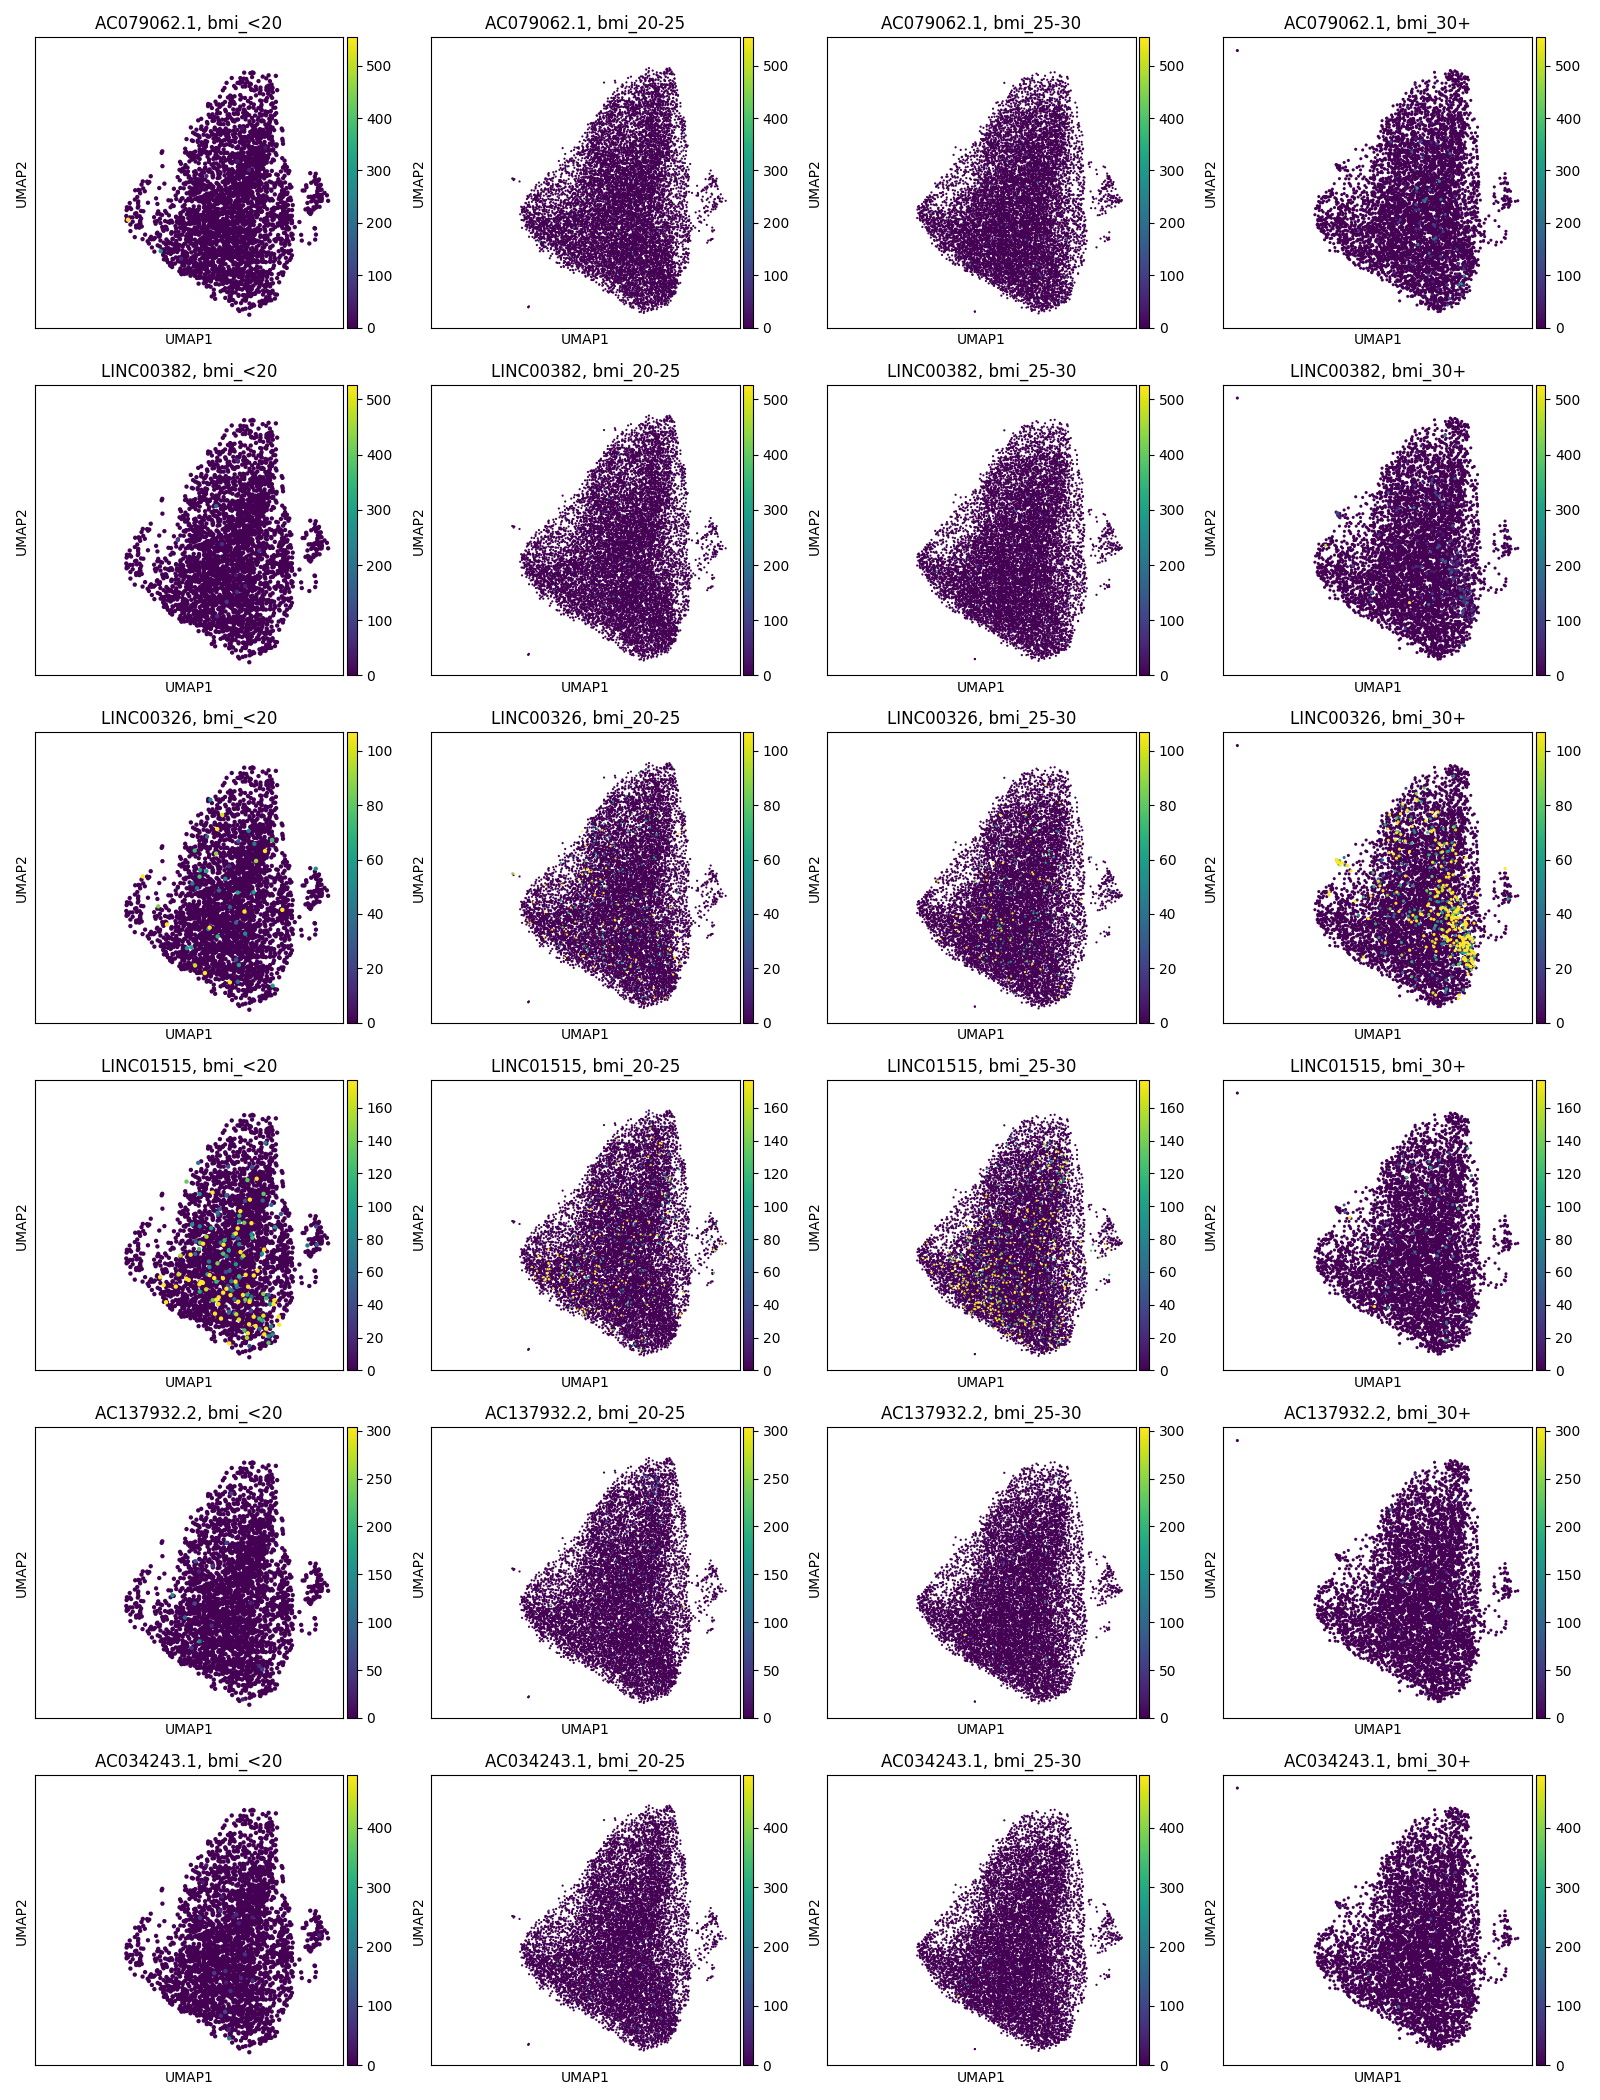 AC079062.1, bmi_<20
AC079062.1, bmi_20-25
AC079062.1, bmi_25-30
AC079062.1, bmi_30+
UMAP2
500
400
300
200
100
0
UMAP1
UMAP2
500
400
300
200
100
0
UMAP1
UMAP2
500
400
300
200
100
0
UMAP1
UMAP2
500
400
300
200
100
0
UMAP1
LINC00382, bmi_<20
LINC00382, bmi_20-25
LINC00382, bmi_25-30
LINC00382, bmi_30+
UMAP2
500
400
300
200
100
0
UMAP1
UMAP2
500
400
300
200
100
0
UMAP1
UMAP2
500
400
300
200
100
0
UMAP1
UMAP2
500
400
300
200
100
0
UMAP1
LINC00326, bmi_<20
LINC00326, bmi_20-25
LINC00326, bmi_25-30
LINC00326, bmi_30+
UMAP2
100
80
60
40
20
0
UMAP1
UMAP2
100
80
60
40
20
0
UMAP1
UMAP2
100
80
60
40
20
0
UMAP1
UMAP2
100
80
60
40
20
0
UMAP1
LINC01515, bmi_<20
LINC01515, bmi_20-25
LINC01515, bmi_25-30
LINC01515, bmi_30+
UMAP2
160
140
120
100
80
60
40
20
0
UMAP1
UMAP2
160
140
120
100
80
60
40
20
0
UMAP1
UMAP2
160
140
120
100
80
60
40
20
0
UMAP1
UMAP2
160
140
120
100
80
60
40
20
0
UMAP1
AC137932.2, bmi_<20
AC137932.2, bmi_20-25
AC137932.2, bmi_25-30
AC137932.2, bmi_30+
UMAP2
300
250
200
150
100
50
0
UMAP1
UMAP2
300
250
200
150
100
50
0
UMAP1
UMAP2
300
250
200
150
100
50
0
UMAP1
UMAP2
300
250
200
150
100
50
0
UMAP1
AC034243.1, bmi_<20
AC034243.1, bmi_20-25
AC034243.1, bmi_25-30
AC034243.1, bmi_30+
UMAP2
400
300
200
100
0
UMAP1
UMAP2
400
300
200
100
0
UMAP1
UMAP2
400
300
200
100
0
UMAP1
UMAP2
400
300
200
100
0
UMAP1